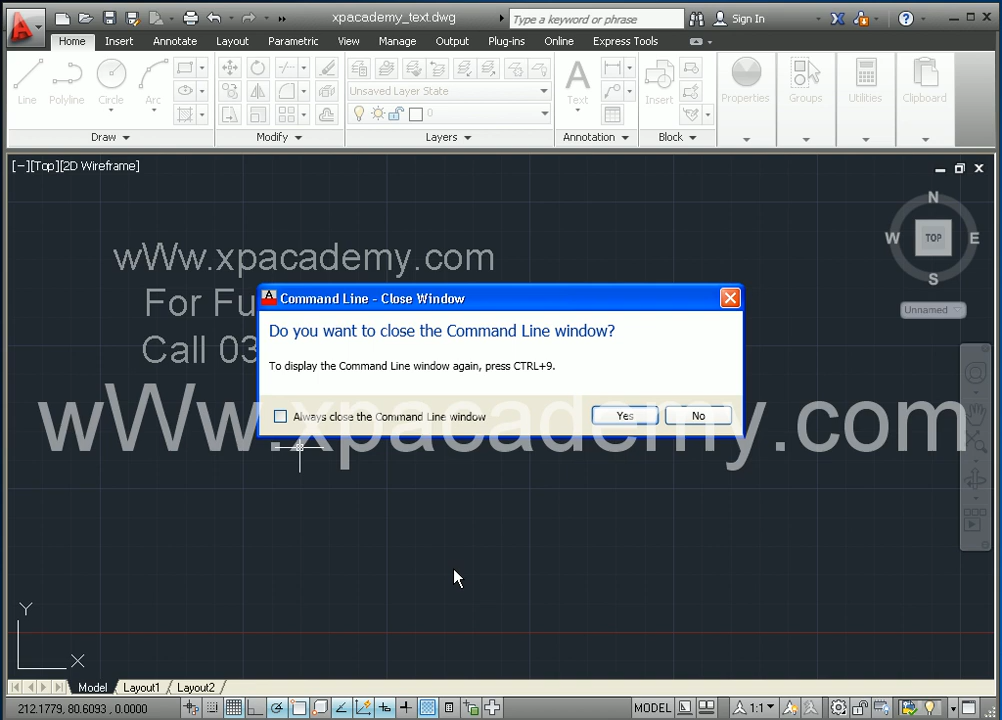 xpacademy_text.dwg
Type a keyword or phrase
Sign In
Home Insert Annotate Layout Parametric View Manage Output Plug-ins Online Express Tools
Line Polyline Circle Arc
Unsaved Layer State
0
Text
Insert
Properties Groups Utilities Clipboard
Draw Modify Layers Annotation Block
[−][Top][2D Wireframe]
N
W TOP E
S
Unnamed
wWw.xpacademy.com
For Fu
Call 03
Command Line - Close Window
Do you want to close the Command Line window?
To display the Command Line window again, press CTRL+9.
Always close the Command Line window
Yes No
wWw.xpacademy.com
Y
X
Model Layout1 Layout2
212.1779, 80.6093, 0.0000
MODEL
1:1